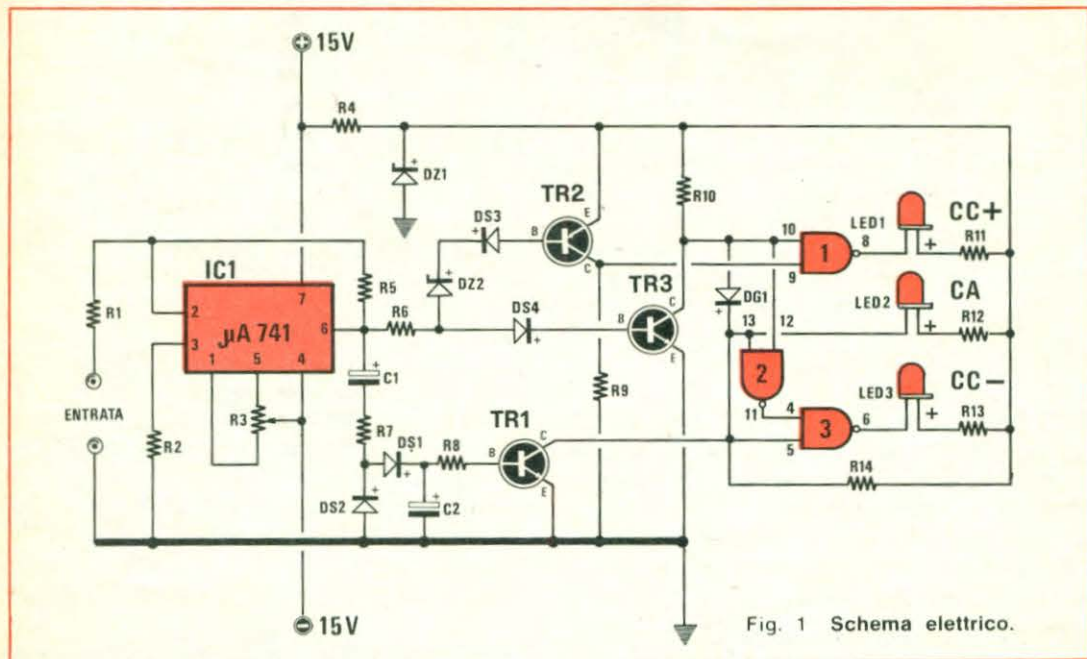 15V
R4
DZ1
TR2
DS3
E
B
C
R10
LED1
CC+
10
8
1
9
R11
IC1
R5
DZ2
TR3
R1
7
2
6
R6
DS4
C
B
DG1
LED2
CA
µA 741
3
13
12
R12
1
5
4
C1
E
2
ENTRATA
R3
R9
LED3
CC-
R2
R7
TR1
11
4
6
3
5
R13
DS1
R8
C
B
R14
DS2
C2
E
15V
Fig. 1 Schema elettrico.